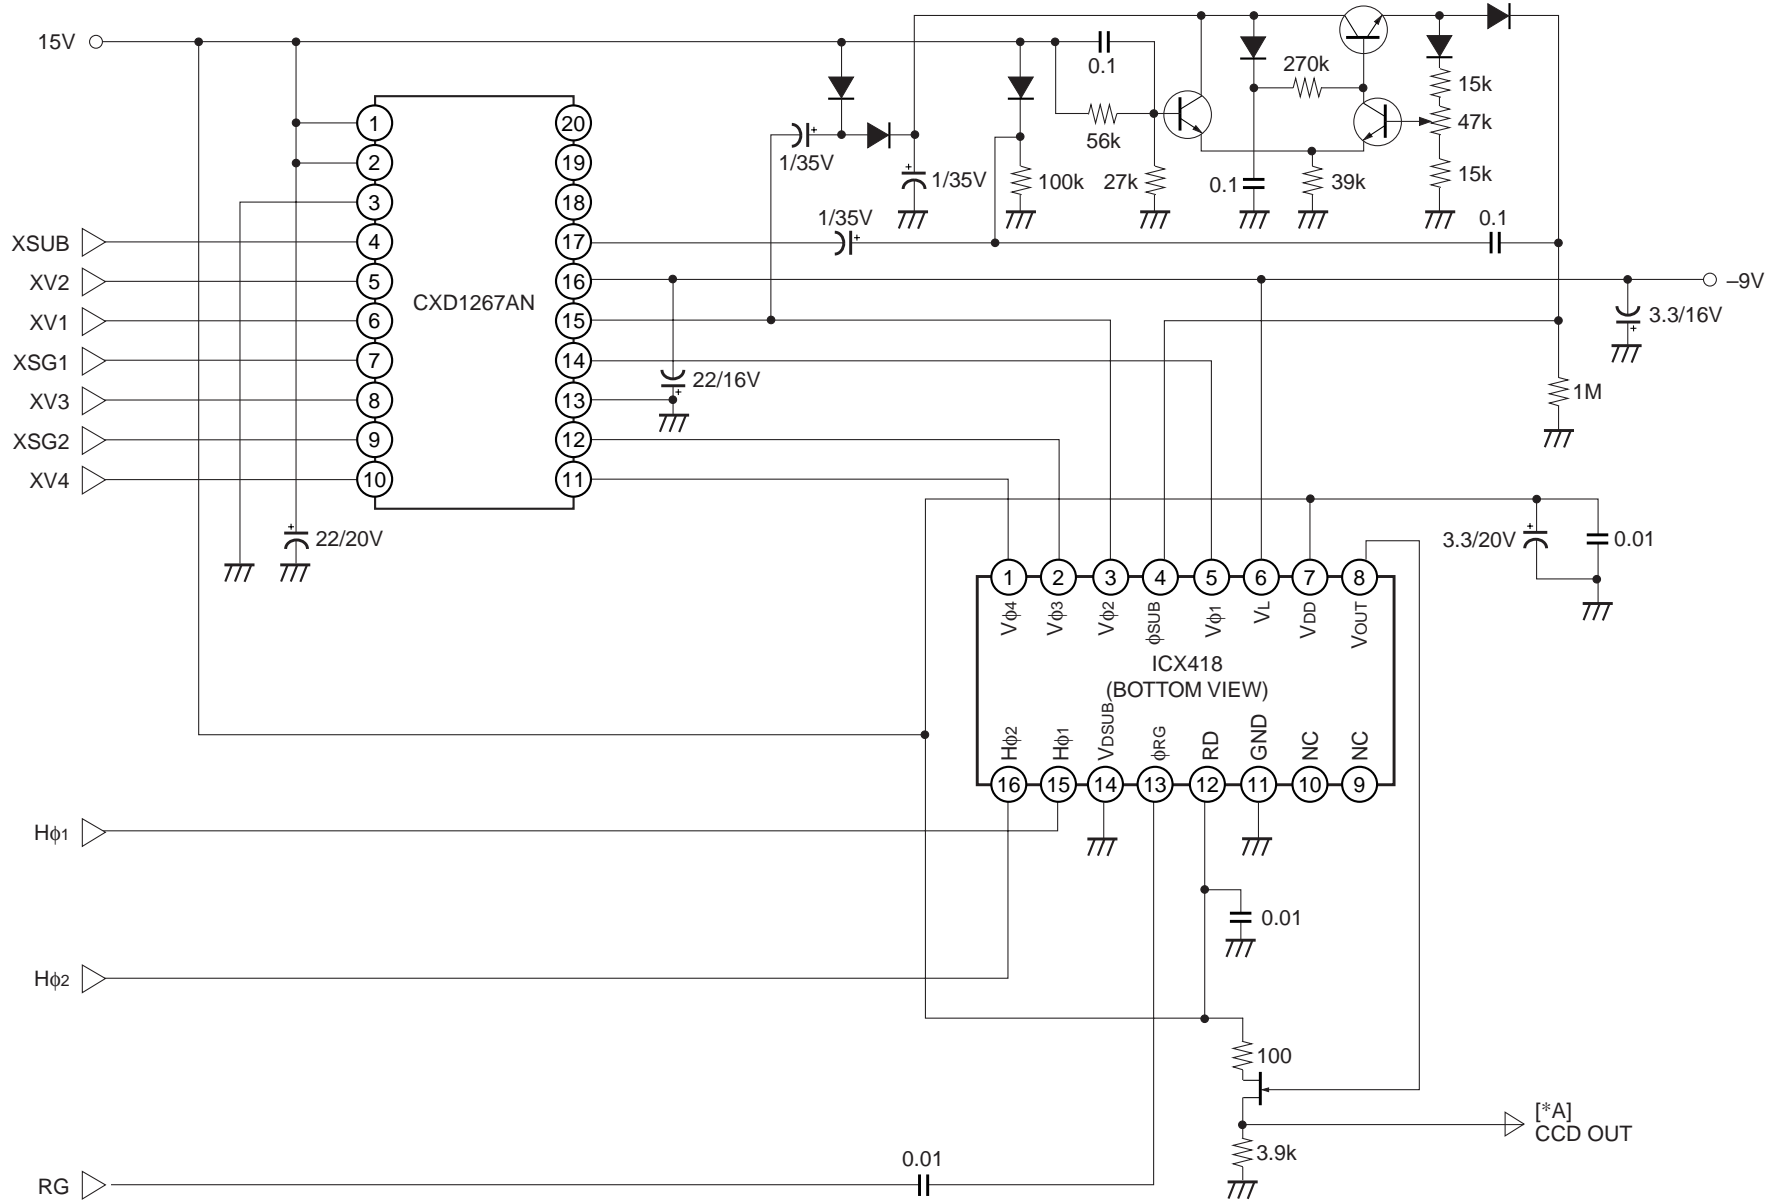 15V
0.1
270k
15k
47k
15k
56k
1/35V
1/35V
100k
27k
0.1
39k
1/35V
0.1
1
2
3
4
5
6
7
8
9
10
20
19
18
17
16
15
14
13
12
11
CXD1267AN
XSUB
XV2
XV1
XSG1
XV3
XSG2
XV4
–9V
3.3/16V
22/16V
1M
22/20V
3.3/20V
0.01
1 2 3 4 5 6 7 8
Vϕ4 Vϕ3 Vϕ2 ϕSUB Vϕ1 VL VDD VOUT
ICX418
(BOTTOM VIEW)
Hϕ2 Hϕ1 VDSUB ϕRG RD GND NC NC
16 15 14 13 12 11 10 9
Hϕ1
0.01
Hϕ2
100
[*A]
CCD OUT
3.9k
0.01
RG
+
+
+
+
+
+
+